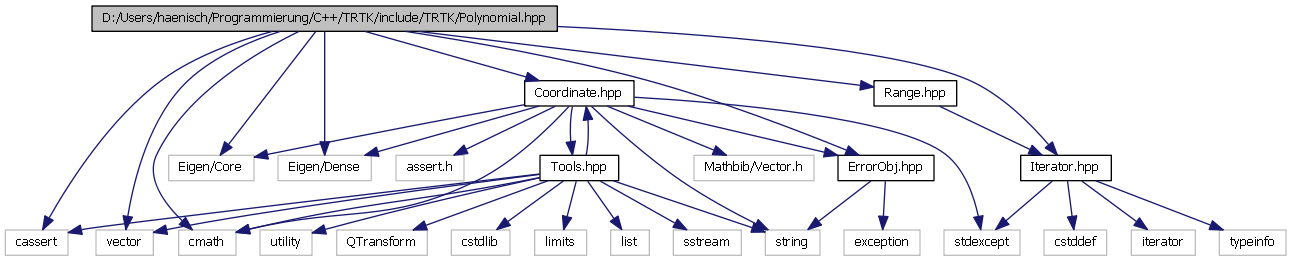 D:/Users/haenisch/Programmierung/C++/TRTK/include/TRTK/Polynomial.hpp
Coordinate.hpp
Range.hpp
Eigen/Core
Eigen/Dense
assert.h
Tools.hpp
Mathbib/Vector.h
ErrorObj.hpp
Iterator.hpp
cassert
vector
cmath
utility
QTransform
cstdlib
limits
list
sstream
string
exception
stdexcept
cstddef
iterator
typeinfo